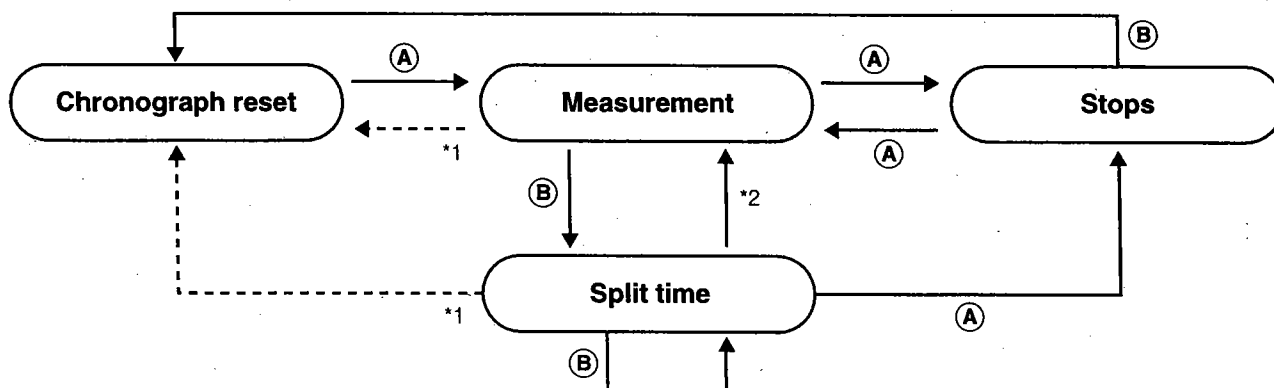 B
Chronograph reset
A
Measurement
A
Stops
*1
A
B
*2
Split time
*1
A
B